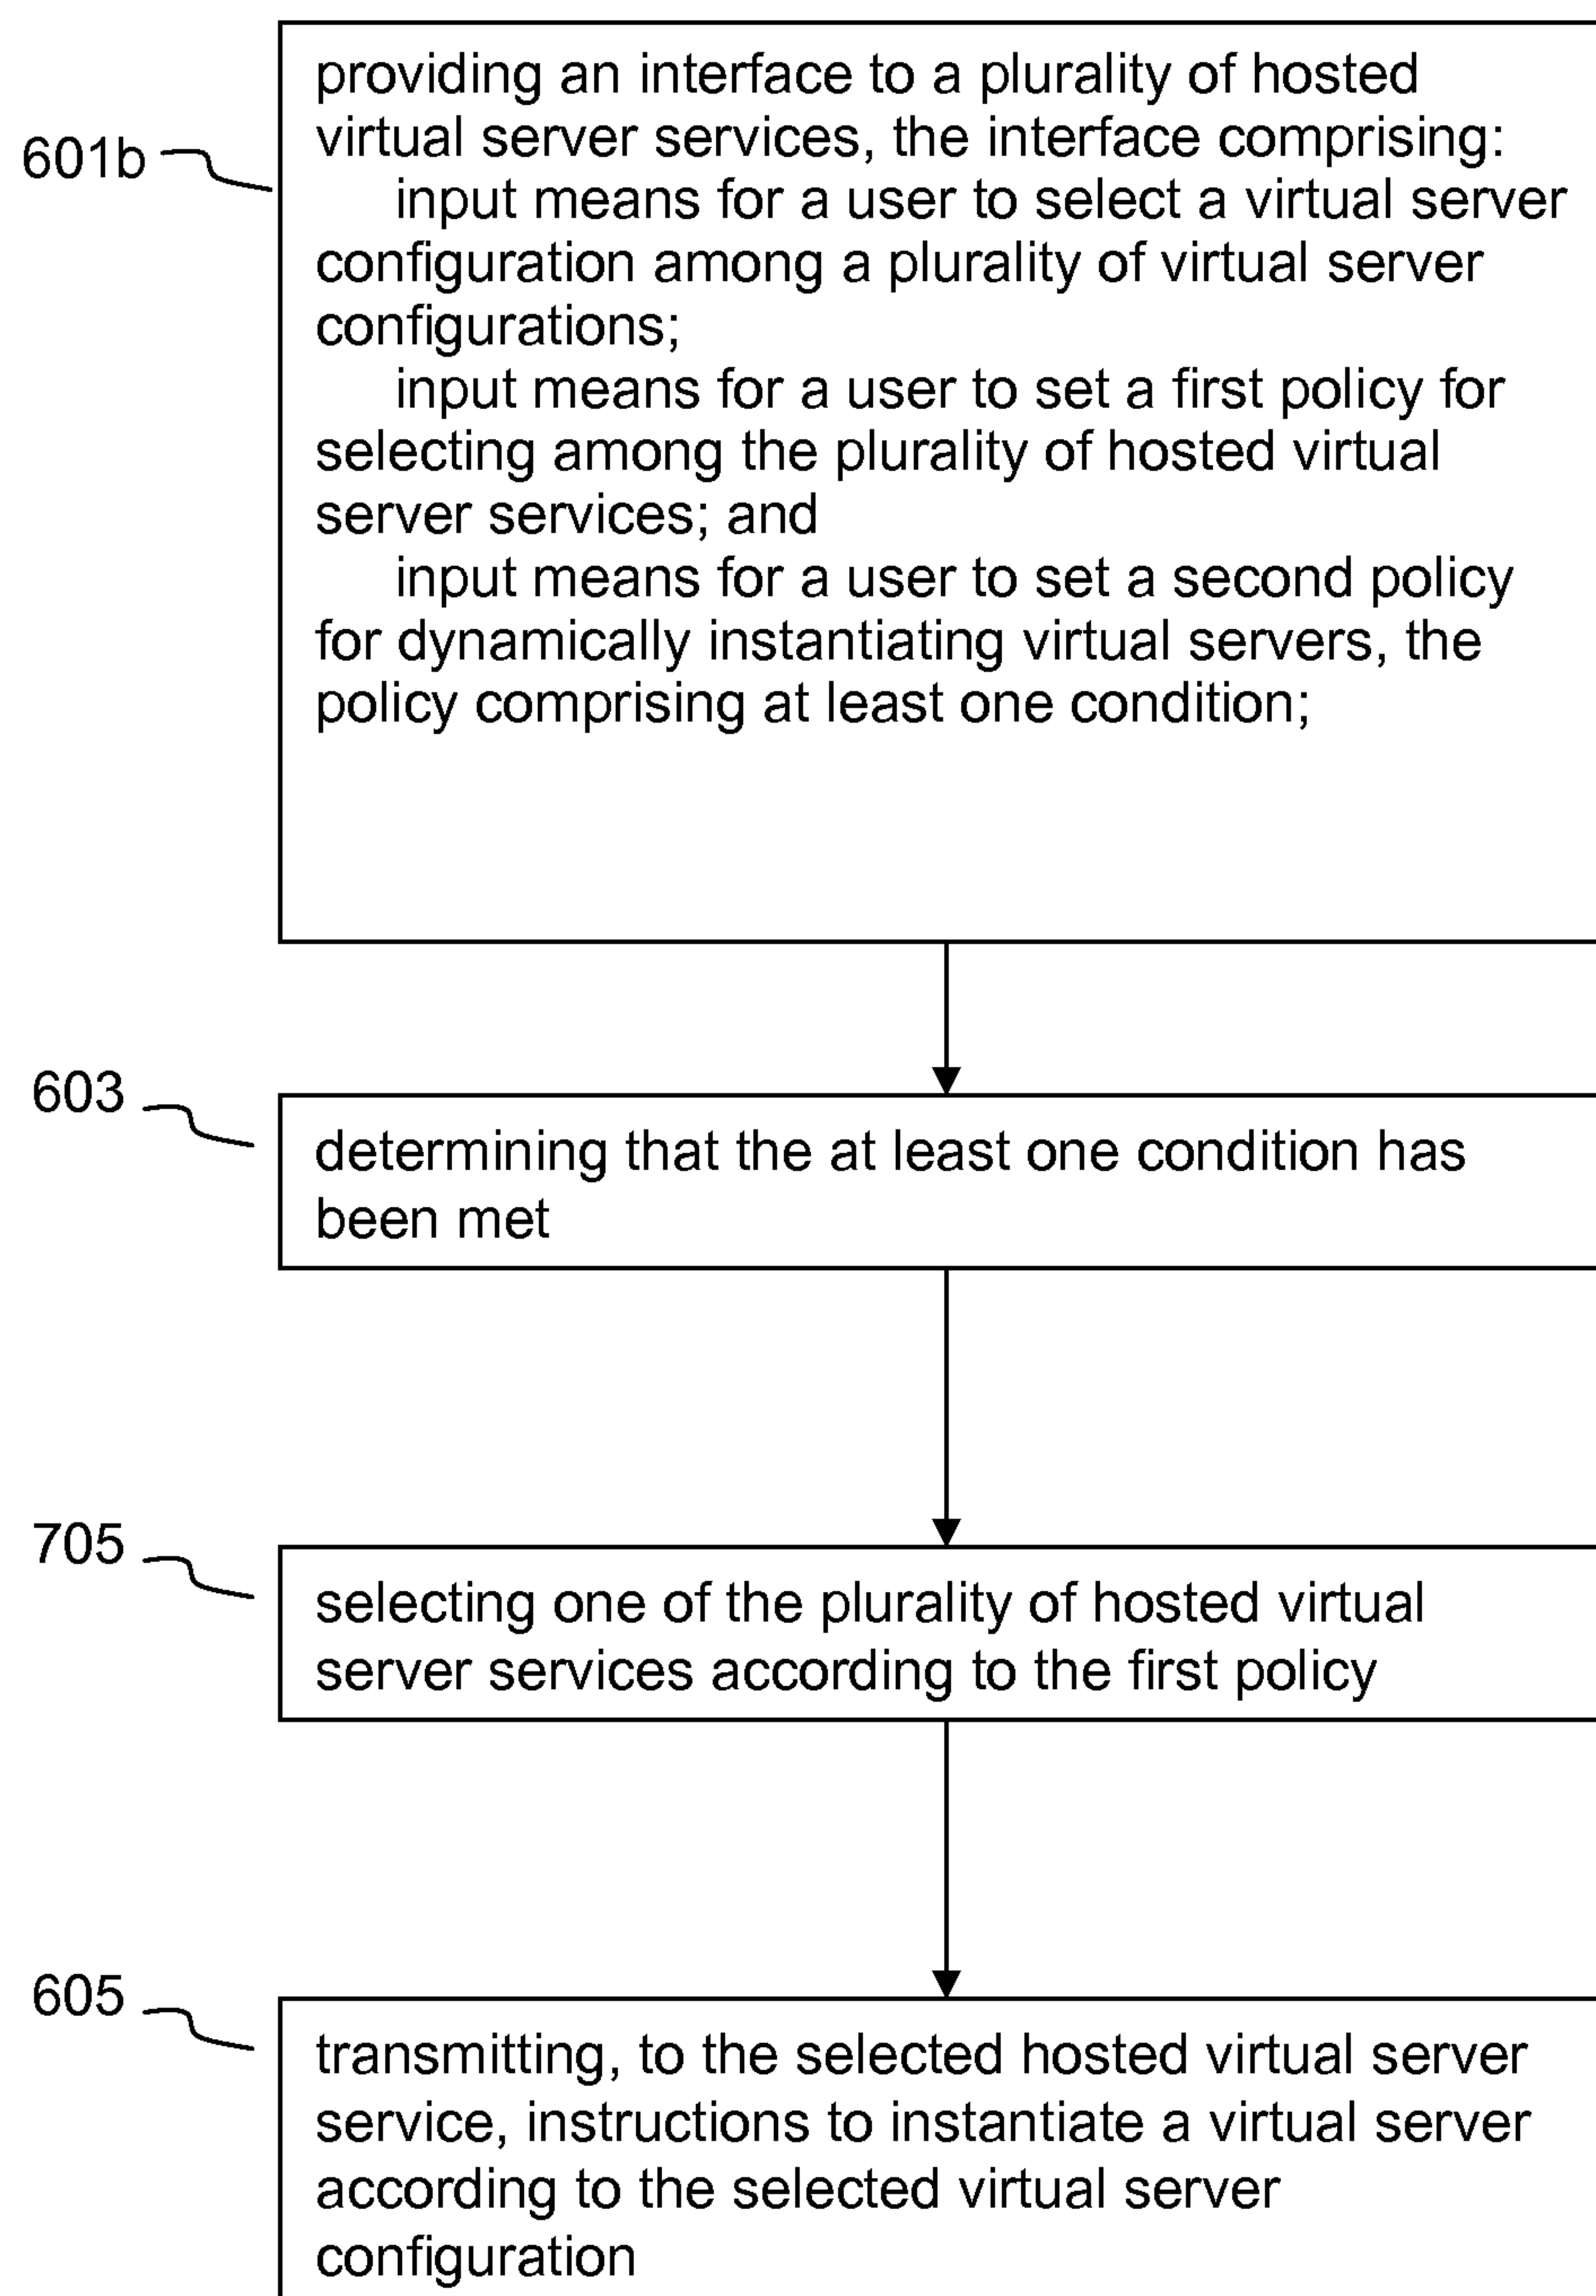 providing an interface to a plurality of hosted
virtual server services, the interface comprising:
601b
input means for a user to select a virtual server
configuration among a plurality of virtual server
configurations;
input means for a user to set a first policy for
selecting among the plurality of hosted virtual
server services; and
input means for a user to set a second policy
for dynamically instantiating virtual servers, the
policy comprising at least one condition;
603
determining that the at least one condition has
been met
705
selecting one of the plurality of hosted virtual
server services according to the first policy
605
transmitting, to the selected hosted virtual server
service, instructions to instantiate a virtual server
according to the selected virtual server
configuration